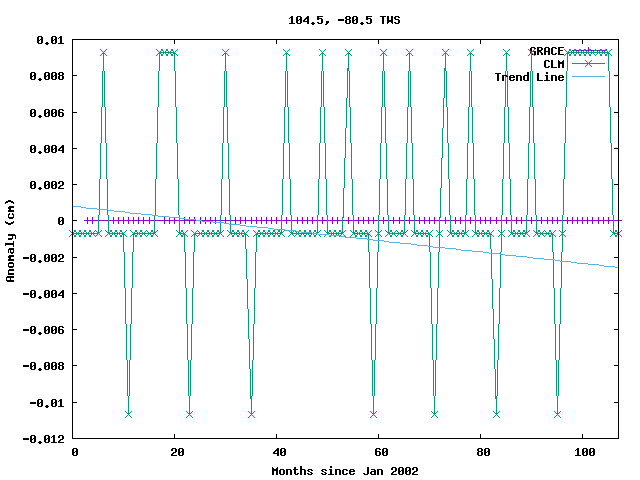 104.5, -80.5 TWS
0.01
0.008
0.006
0.004
0.002
0
-0.002
-0.004
-0.006
-0.008
-0.01
-0.012
Anomaly (cm)
GRACE
CLM
Trend Line
0 20 40 60 80 100
Months since Jan 2002